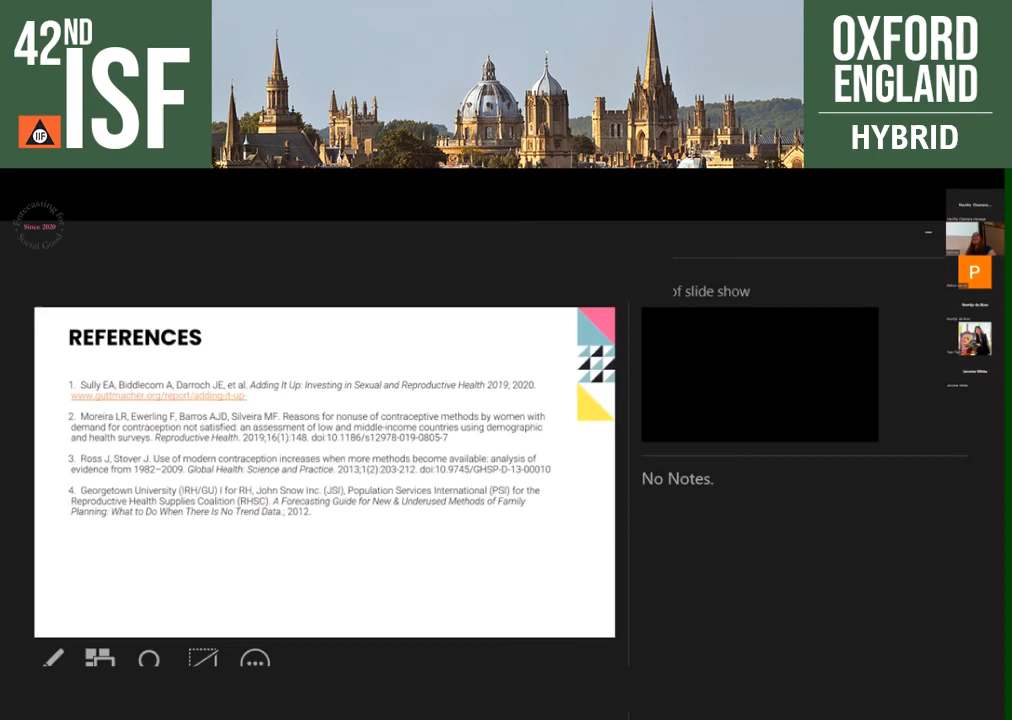 42ND
ISF
IIF
OXFORD
ENGLAND
HYBRID
Forecasting for
Since 2020
Social Good
of slide show
P
REFERENCES
1. Sully EA, Biddlecom A, Darroch JE, et al. Adding It Up: Investing in Sexual and Reproductive Health 2019; 2020.
www.guttmacher.org/report/adding-it-up-
2. Moreira LR, Ewerling F, Barros AJD, Silveira MF. Reasons for nonuse of contraceptive methods by women with
demand for contraception not satisfied: an assessment of low and middle-income countries using demographic
and health surveys. Reproductive Health. 2019;16(1):148. doi:10.1186/s12978-019-0805-7
3. Ross J, Stover J. Use of modern contraception increases when more methods become available: analysis of
evidence from 1982–2009. Global Health: Science and Practice. 2013;1(2):203-212. doi:10.9745/GHSP-D-13-00010
4. Georgetown University (IRH/GU) I for RH, John Snow Inc. (JSI), Population Services International (PSI) for the
Reproductive Health Supplies Coalition (RHSC). A Forecasting Guide for New & Underused Methods of Family
Planning: What to Do When There Is No Trend Data.; 2012.
No Notes.